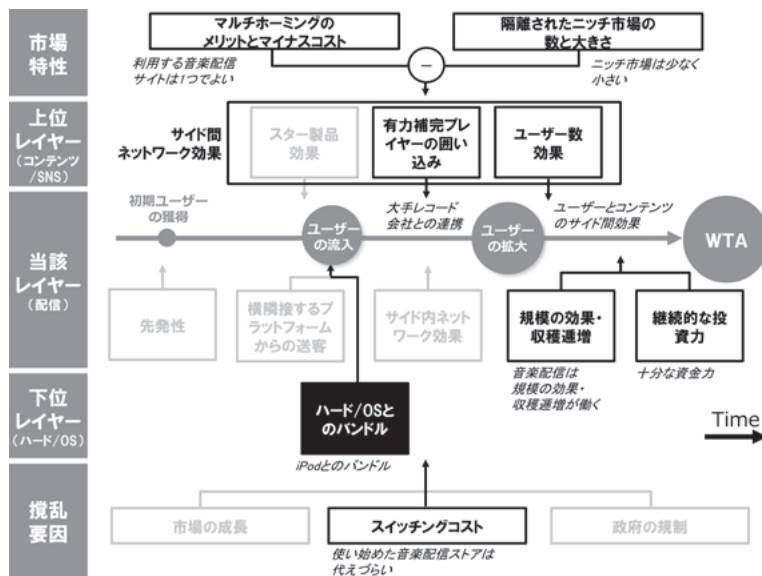 市場
特性
マルチホーミングの
メリットとマイナスコスト
隔離されたニッチ市場の
数と大きさ
利用する音楽配信
サイトは1つでよい
－
ニッチ市場は少なく
小さい
上位
レイヤー
(コンテンツ
/SNS)
サイド間
ネットワーク効果
スター製品
効果
有力補完プレ
イヤーの囲い
込み
ユーザー数
効果
当該
レイヤー
(配信)
初期ユーザー
の獲得
ユーザー
の流入
大手レコード
会社との連携
ユーザー
の拡大
ユーザーとコンテンツ
のサイド間効果
WTA
先発性
横隣接するプ
ラットフォーム
からの送客
サイド内ネット
ワーク効果
規模の効果・
収穫逓増
継続的な投
資力
音楽配信は
規模の効果・
収穫逓増が働く
十分な資金力
下位
レイヤー
(ハード/OS)
ハード/OSと
のバンドル
iPodとのバンドル
Time
撹乱
要因
市場の成長
スイッチングコスト
政府の規制
使い始めた音楽配信ストアは
代えづらい